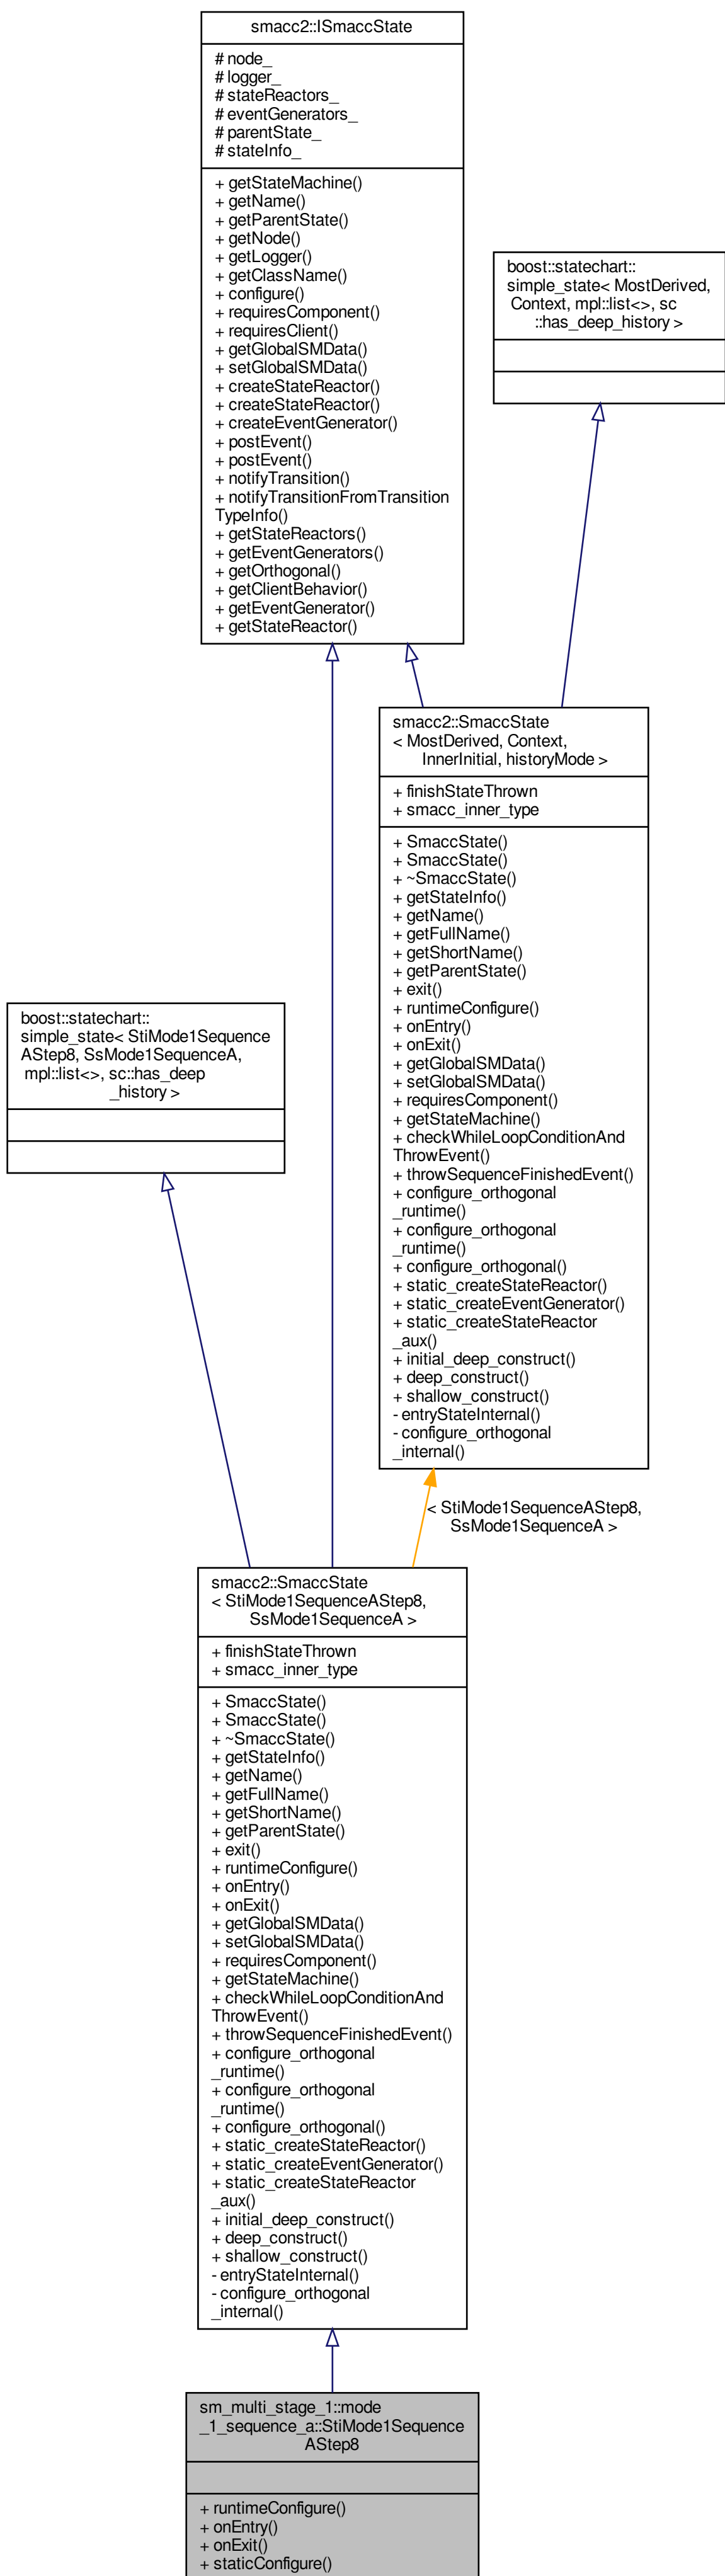 smacc2::ISmaccState
# node_
# logger_
# stateReactors_
# eventGenerators_
# parentState_
# stateInfo_
+ getStateMachine()
+ getName()
+ getParentState()
+ getNode()
+ getLogger()
+ getClassName()
+ configure()
+ requiresComponent()
+ requiresClient()
+ getGlobalSMData()
+ setGlobalSMData()
+ createStateReactor()
+ createStateReactor()
+ createEventGenerator()
+ postEvent()
+ postEvent()
+ notifyTransition()
+ notifyTransitionFromTransition
TypeInfo()
+ getStateReactors()
+ getEventGenerators()
+ getOrthogonal()
+ getClientBehavior()
+ getEventGenerator()
+ getStateReactor()
boost::statechart::
simple_state< MostDerived,
Context, mpl::list<>, sc
::has_deep_history >
smacc2::SmaccState
< MostDerived, Context,
InnerInitial, historyMode >
+ finishStateThrown
+ smacc_inner_type
+ SmaccState()
+ SmaccState()
+ ~SmaccState()
+ getStateInfo()
+ getName()
+ getFullName()
+ getShortName()
+ getParentState()
+ exit()
+ runtimeConfigure()
+ onEntry()
+ onExit()
+ getGlobalSMData()
+ setGlobalSMData()
+ requiresComponent()
+ getStateMachine()
+ checkWhileLoopConditionAnd
ThrowEvent()
+ throwSequenceFinishedEvent()
+ configure_orthogonal
_runtime()
+ configure_orthogonal
_runtime()
+ configure_orthogonal()
+ static_createStateReactor()
+ static_createEventGenerator()
+ static_createStateReactor
_aux()
+ initial_deep_construct()
+ deep_construct()
+ shallow_construct()
- entryStateInternal()
- configure_orthogonal
_internal()
boost::statechart::
simple_state< StiMode1Sequence
AStep8, SsMode1SequenceA,
mpl::list<>, sc::has_deep
_history >
< StiMode1SequenceAStep8,
SsMode1SequenceA >
smacc2::SmaccState
< StiMode1SequenceAStep8,
SsMode1SequenceA >
+ finishStateThrown
+ smacc_inner_type
+ SmaccState()
+ SmaccState()
+ ~SmaccState()
+ getStateInfo()
+ getName()
+ getFullName()
+ getShortName()
+ getParentState()
+ exit()
+ runtimeConfigure()
+ onEntry()
+ onExit()
+ getGlobalSMData()
+ setGlobalSMData()
+ requiresComponent()
+ getStateMachine()
+ checkWhileLoopConditionAnd
ThrowEvent()
+ throwSequenceFinishedEvent()
+ configure_orthogonal
_runtime()
+ configure_orthogonal
_runtime()
+ configure_orthogonal()
+ static_createStateReactor()
+ static_createEventGenerator()
+ static_createStateReactor
_aux()
+ initial_deep_construct()
+ deep_construct()
+ shallow_construct()
- entryStateInternal()
- configure_orthogonal
_internal()
sm_multi_stage_1::mode
_1_sequence_a::StiMode1Sequence
AStep8
+ runtimeConfigure()
+ onEntry()
+ onExit()
+ staticConfigure()